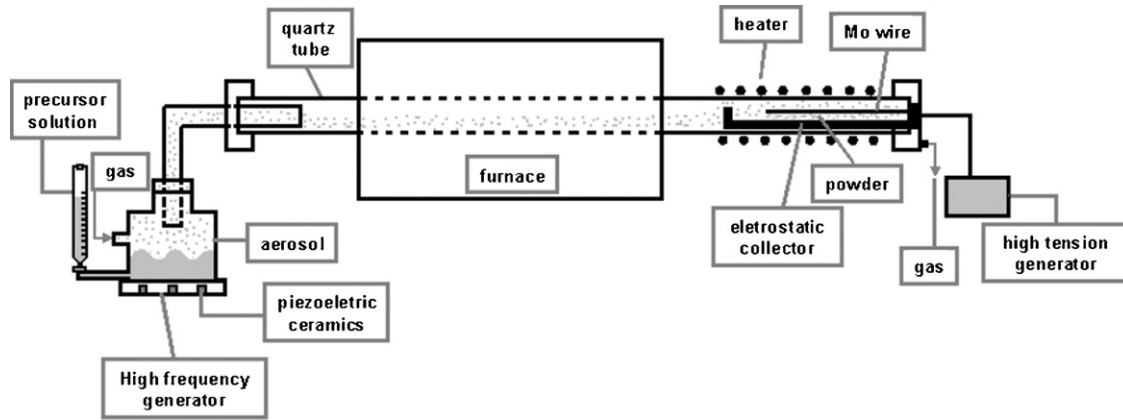 quartz
tube
heater
Mo wire
precursor
solution
gas
furnace
powder
aerosol
eletrostatic
collector
gas
high tension
generator
piezoeletric
ceramics
High frequency
generator